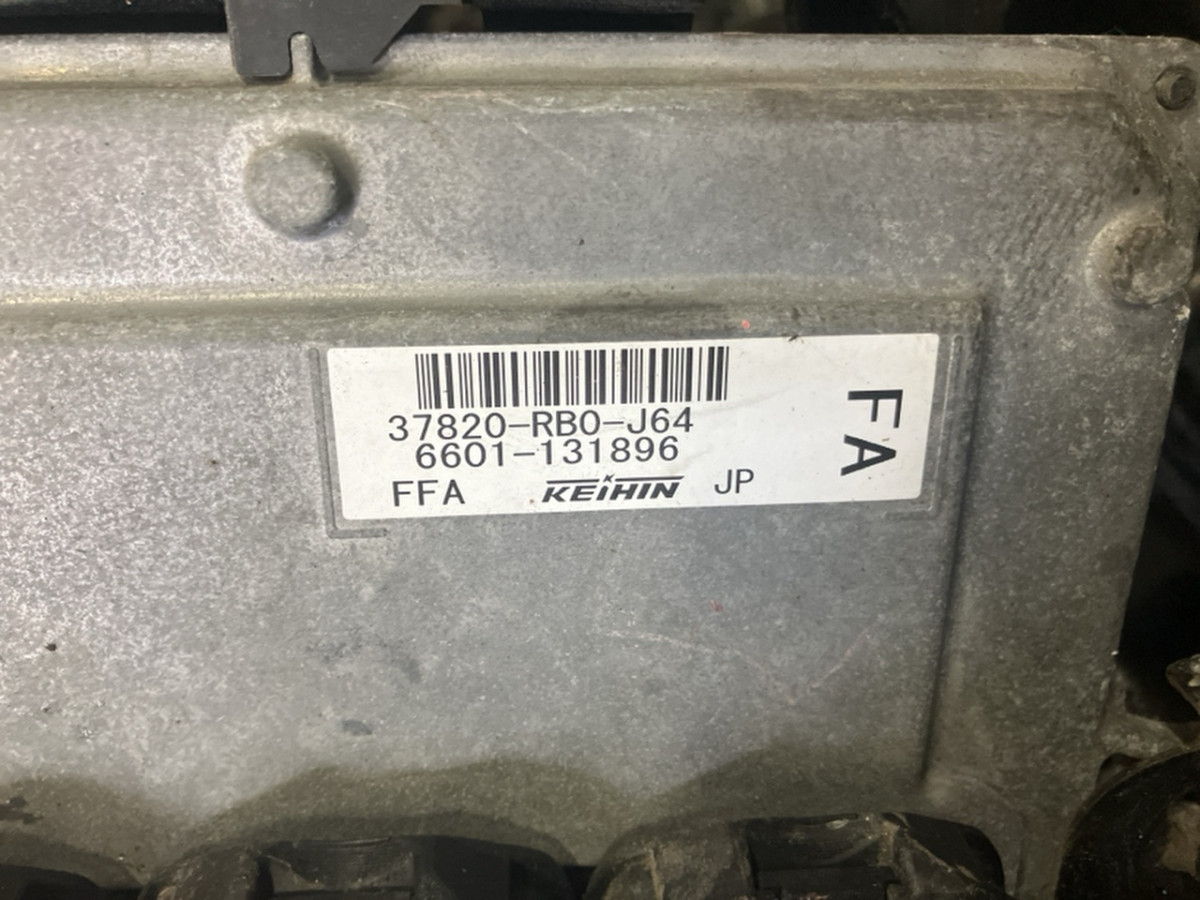 37820-RB0-J64
6601-131896
FFA KEIHIN JP
FA